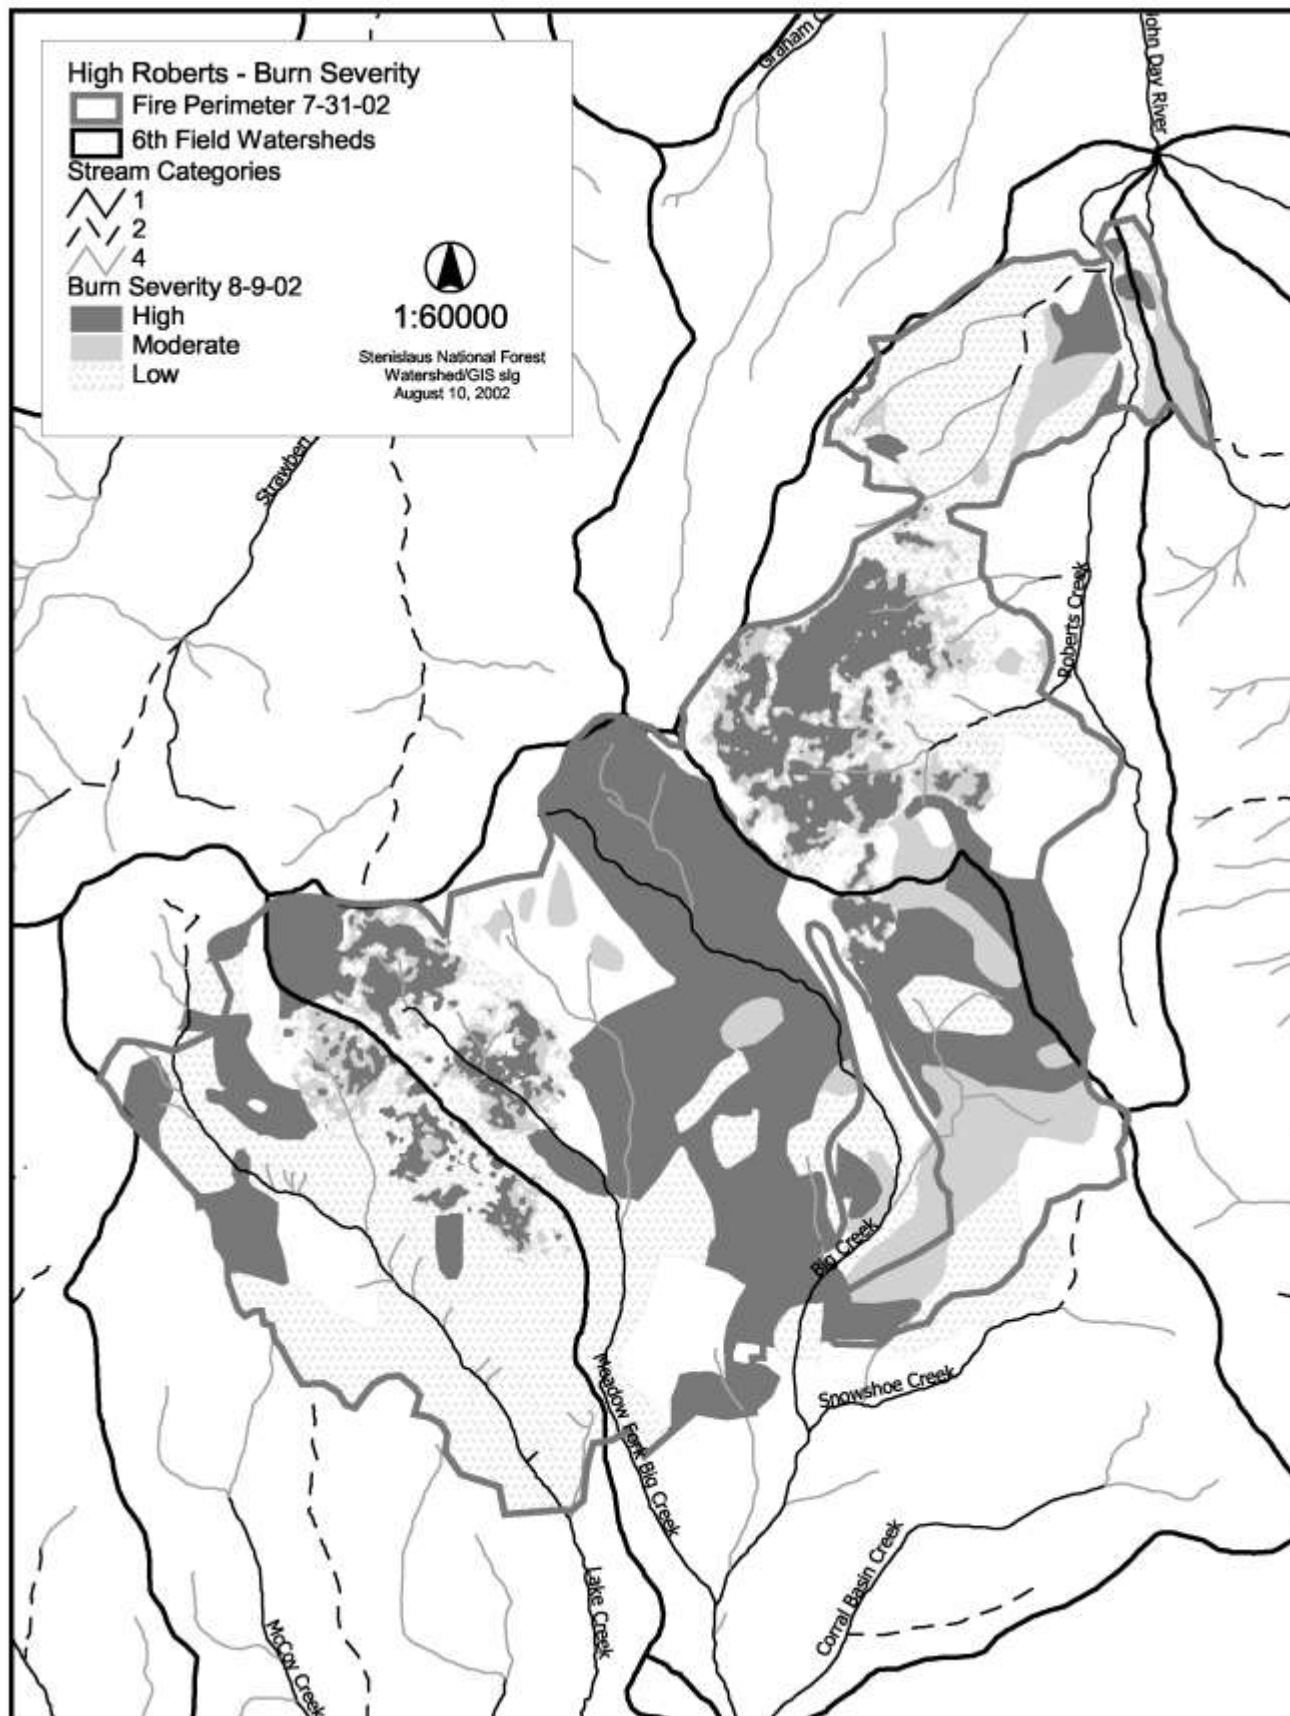 High Roberts - Burn Severity
Fire Perimeter 7-31-02
6th Field Watersheds
Stream Categories
1
2
4
Burn Severity 8-9-02
High
Moderate
Low
1:60000
Stenislaus National Forest
Watershed/GIS slg
August 10, 2002
Graham C
John Day River
Strawber
Roberts Creek
Big Creek
Snowshoe Creek
Meadow Fork Big Creek
Corral Basin Creek
Lake Creek
McCoy Creek